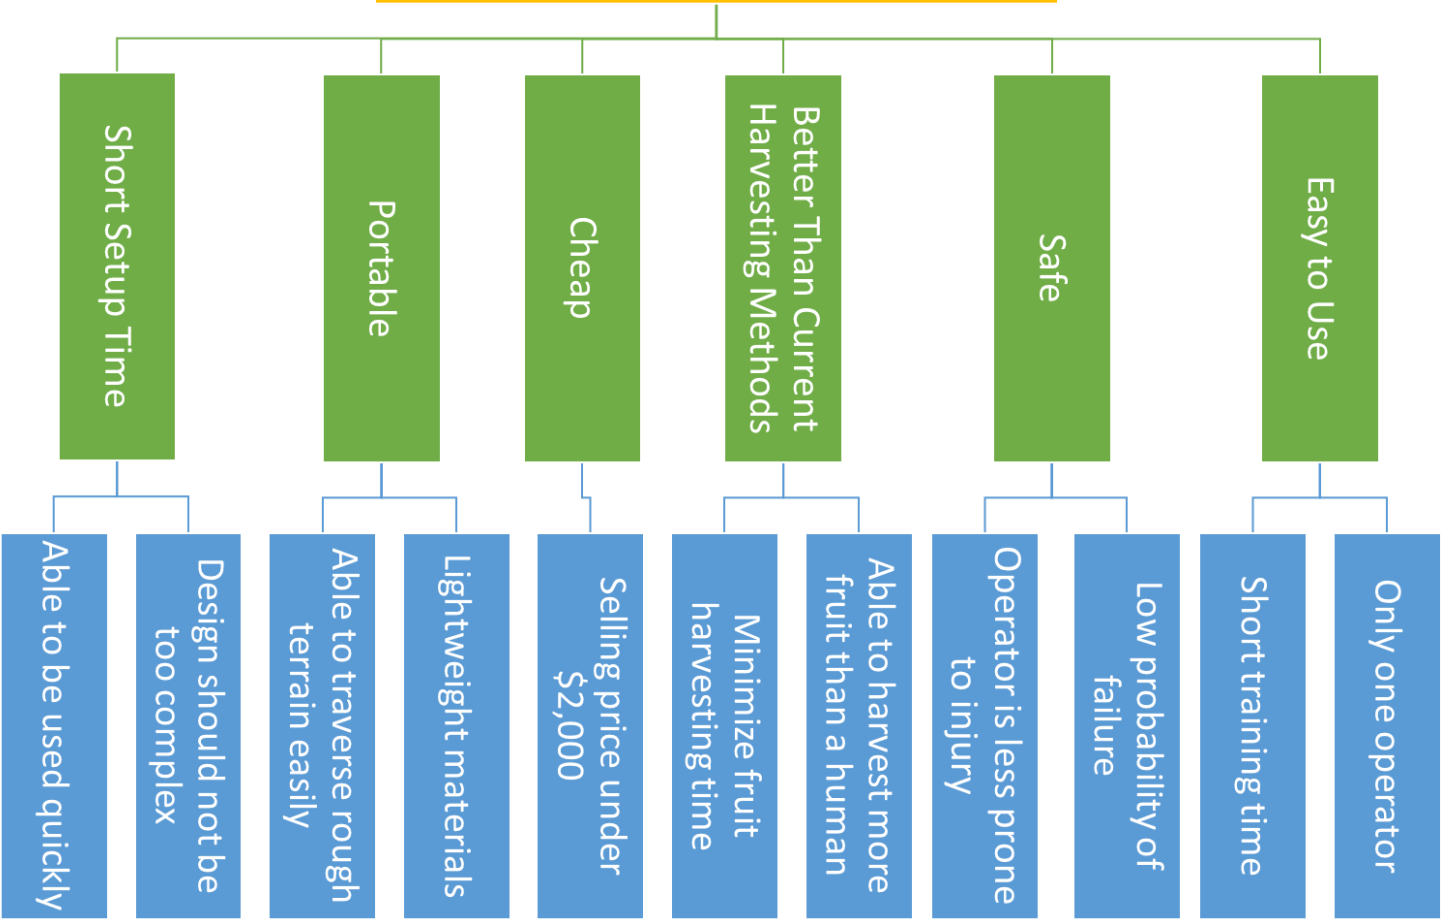 Easy to Use
Only one operator
Short training time
Safe
Low probability of
failure
Operator is less prone
to injury
Better Than Current
Harvesting Methods
Able to harvest more
fruit than a human
Minimize fruit
harvesting time
Cheap
Selling price under
$2,000
Portable
Lightweight materials
Able to traverse rough
terrain easily
Short Setup Time
Design should not be
too complex
Able to be used quickly